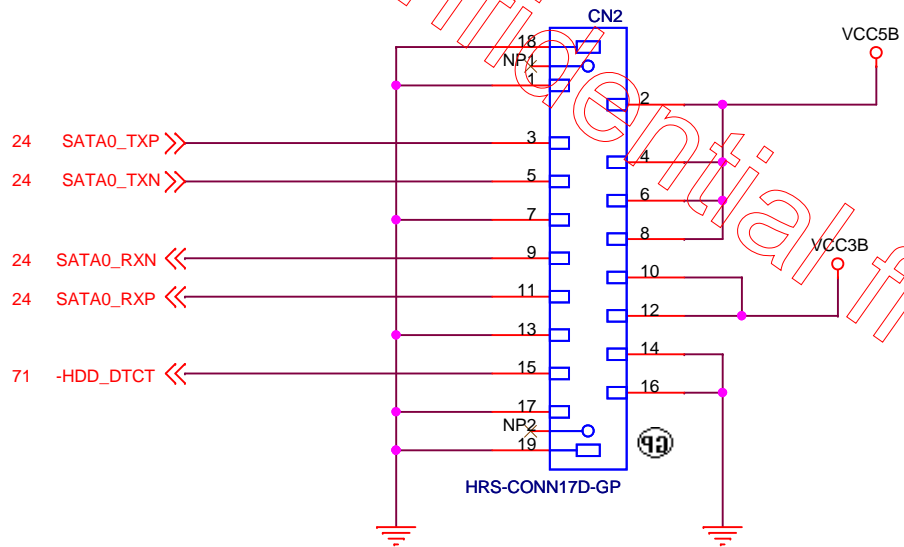 CN2
VCC5B
18
NP1
1
2
24 SATA0_TXP
3
4
24 SATA0_TXN
5
6
7
8
VCC3B
24 SATA0_RXN
9
10
24 SATA0_RXP
11
12
13
14
71 -HDD_DTCT
15
16
17
NP2
19
GP
HRS-CONN17D-GP